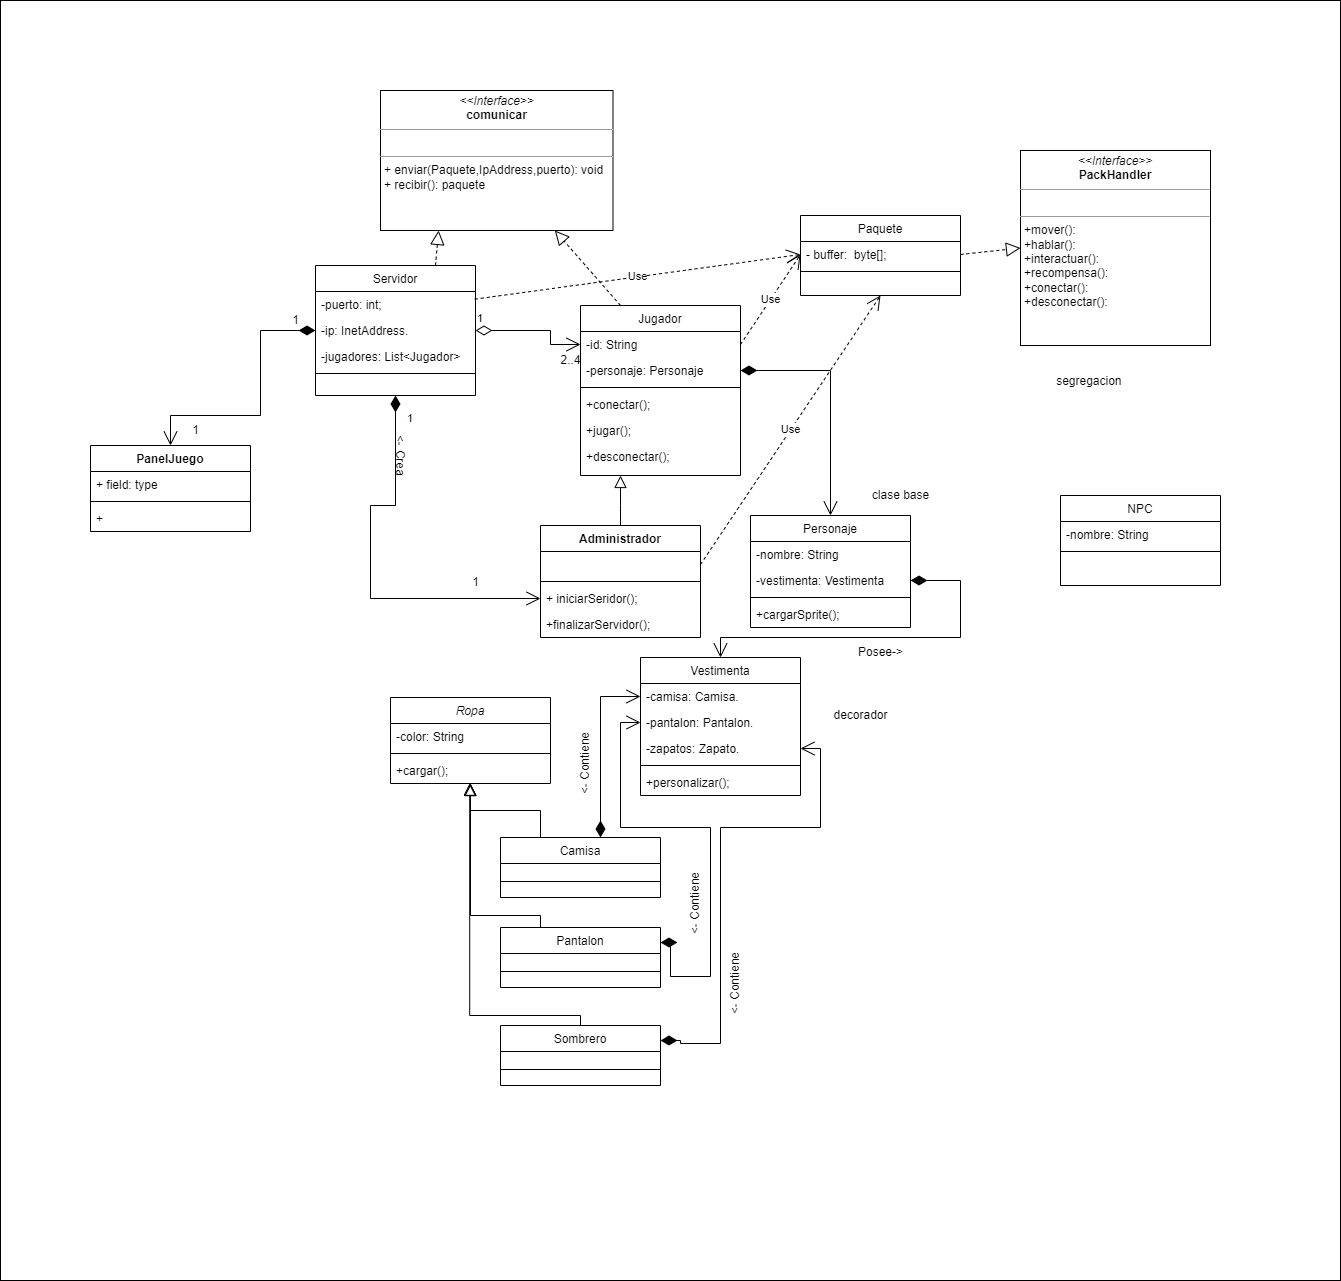 <<Interface>>
comunicar
+ enviar(Paquete,IpAddress,puerto): void
+ recibir(): paquete
<<Interface>>
PackHandler
+mover():
+hablar():
+interactuar():
+recompensa():
+conectar():
+desconectar():
segregacion
Paquete
- buffer:  byte[];
Servidor
-puerto: int;
-ip: InetAddress.
-jugadores: List<Jugador>
Use
Use
Use
1
1
2..4
1
1
1
<- Crea
Jugador
-id: String
-personaje: Personaje
+conectar();
+jugar();
+desconectar();
PanelJuego
+ field: type
+
Administrador
+ iniciarSeridor();
+finalizarServidor();
clase base
Personaje
-nombre: String
-vestimenta: Vestimenta
+cargarSprite();
NPC
-nombre: String
Posee->
Vestimenta
-camisa: Camisa.
-pantalon: Pantalon.
-zapatos: Zapato.
+personalizar();
decorador
Ropa
-color: String
+cargar();
<- Contiene
Camisa
<- Contiene
Pantalon
<- Contiene
Sombrero